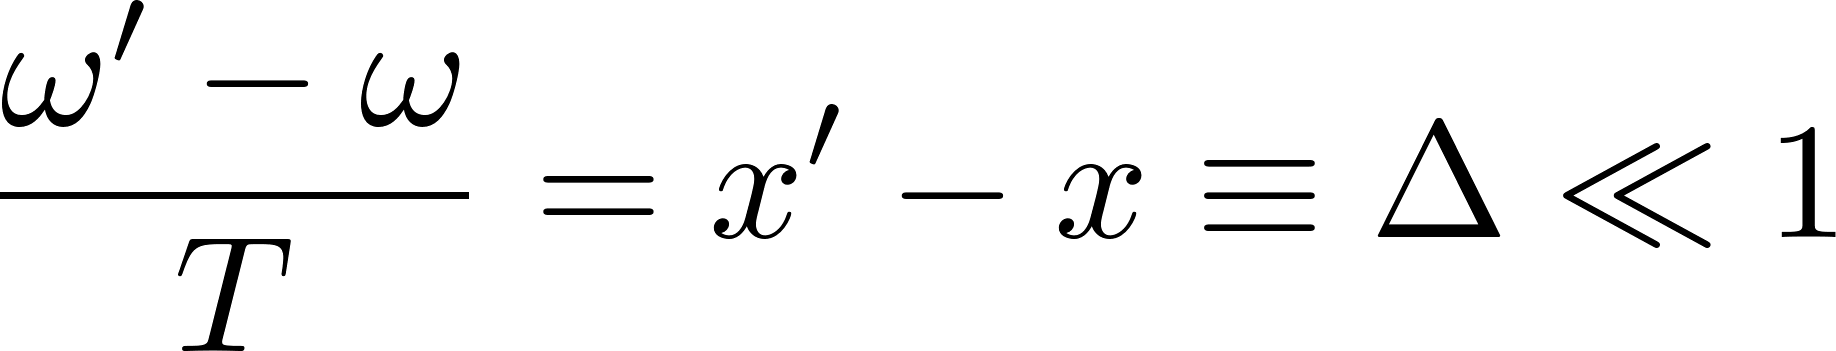 \frac{\omega' - \omega}{T} = x' - x \equiv \Delta \ll 1